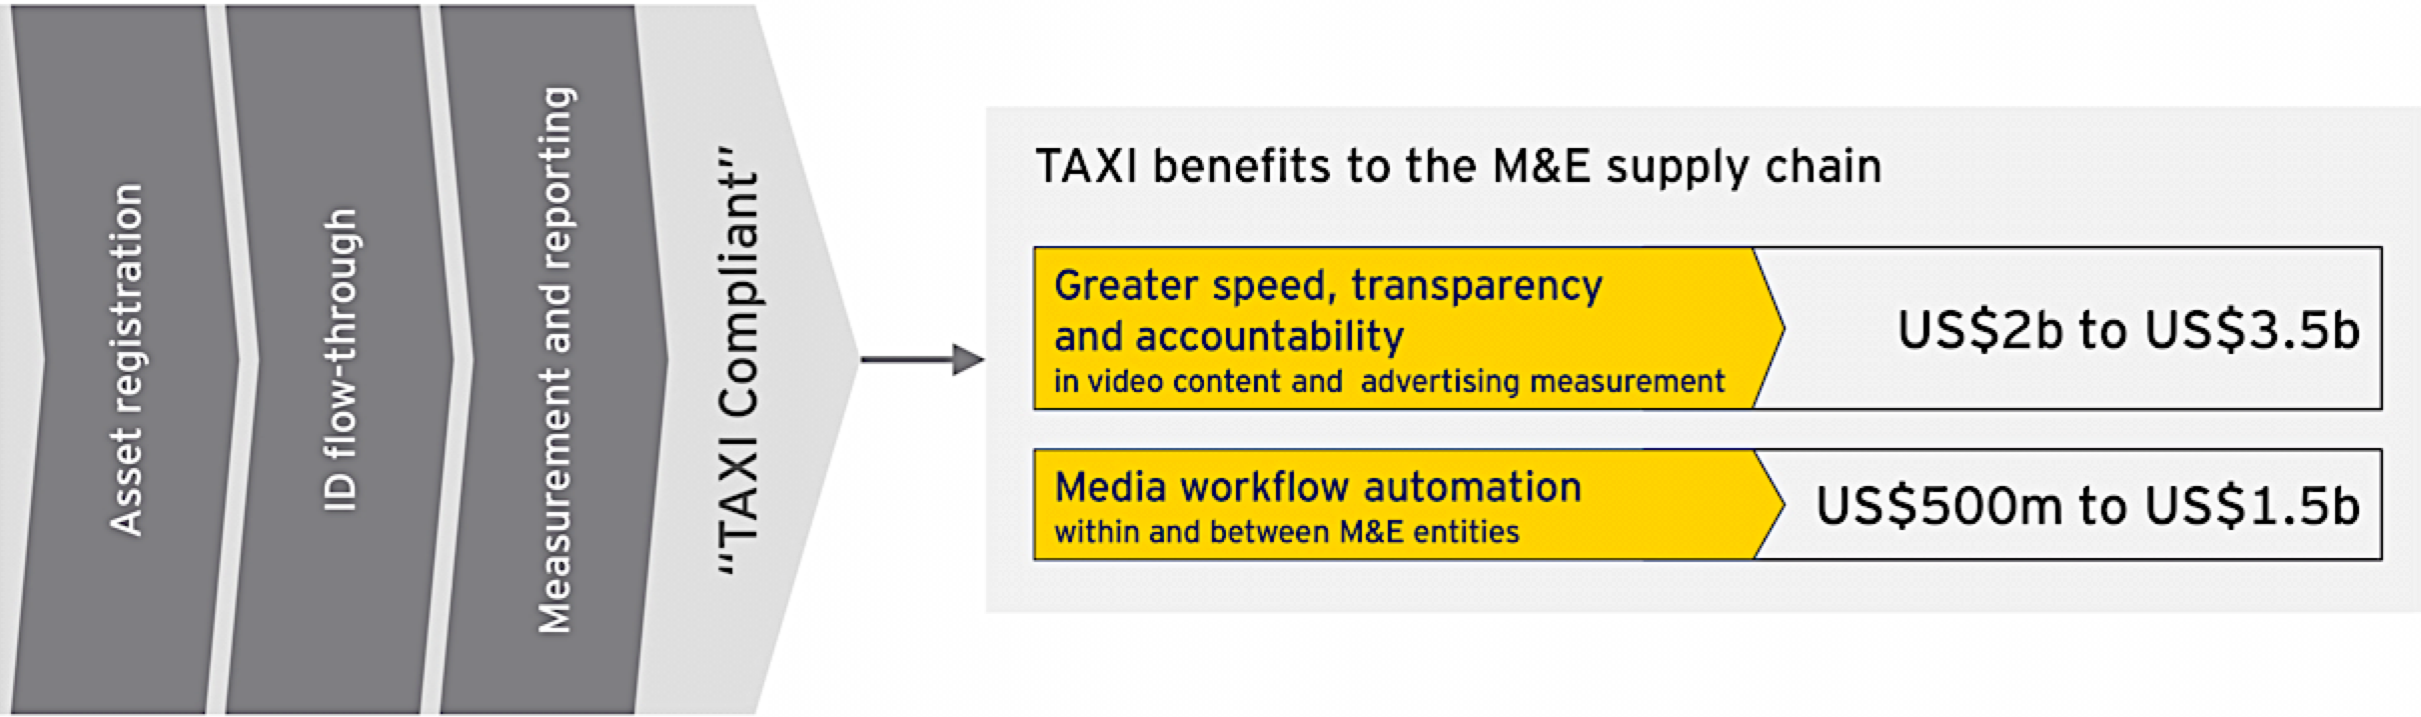 Asset registration
ID flow-through
Measurement and reporting
“TAXI Compliant”
TAXI benefits to the M&E supply chain
Greater speed, transparency
and accountability
in video content and advertising measurement
US$2b to US$3.5b
Media workflow automation
within and between M&E entities
US$500m to US$1.5b